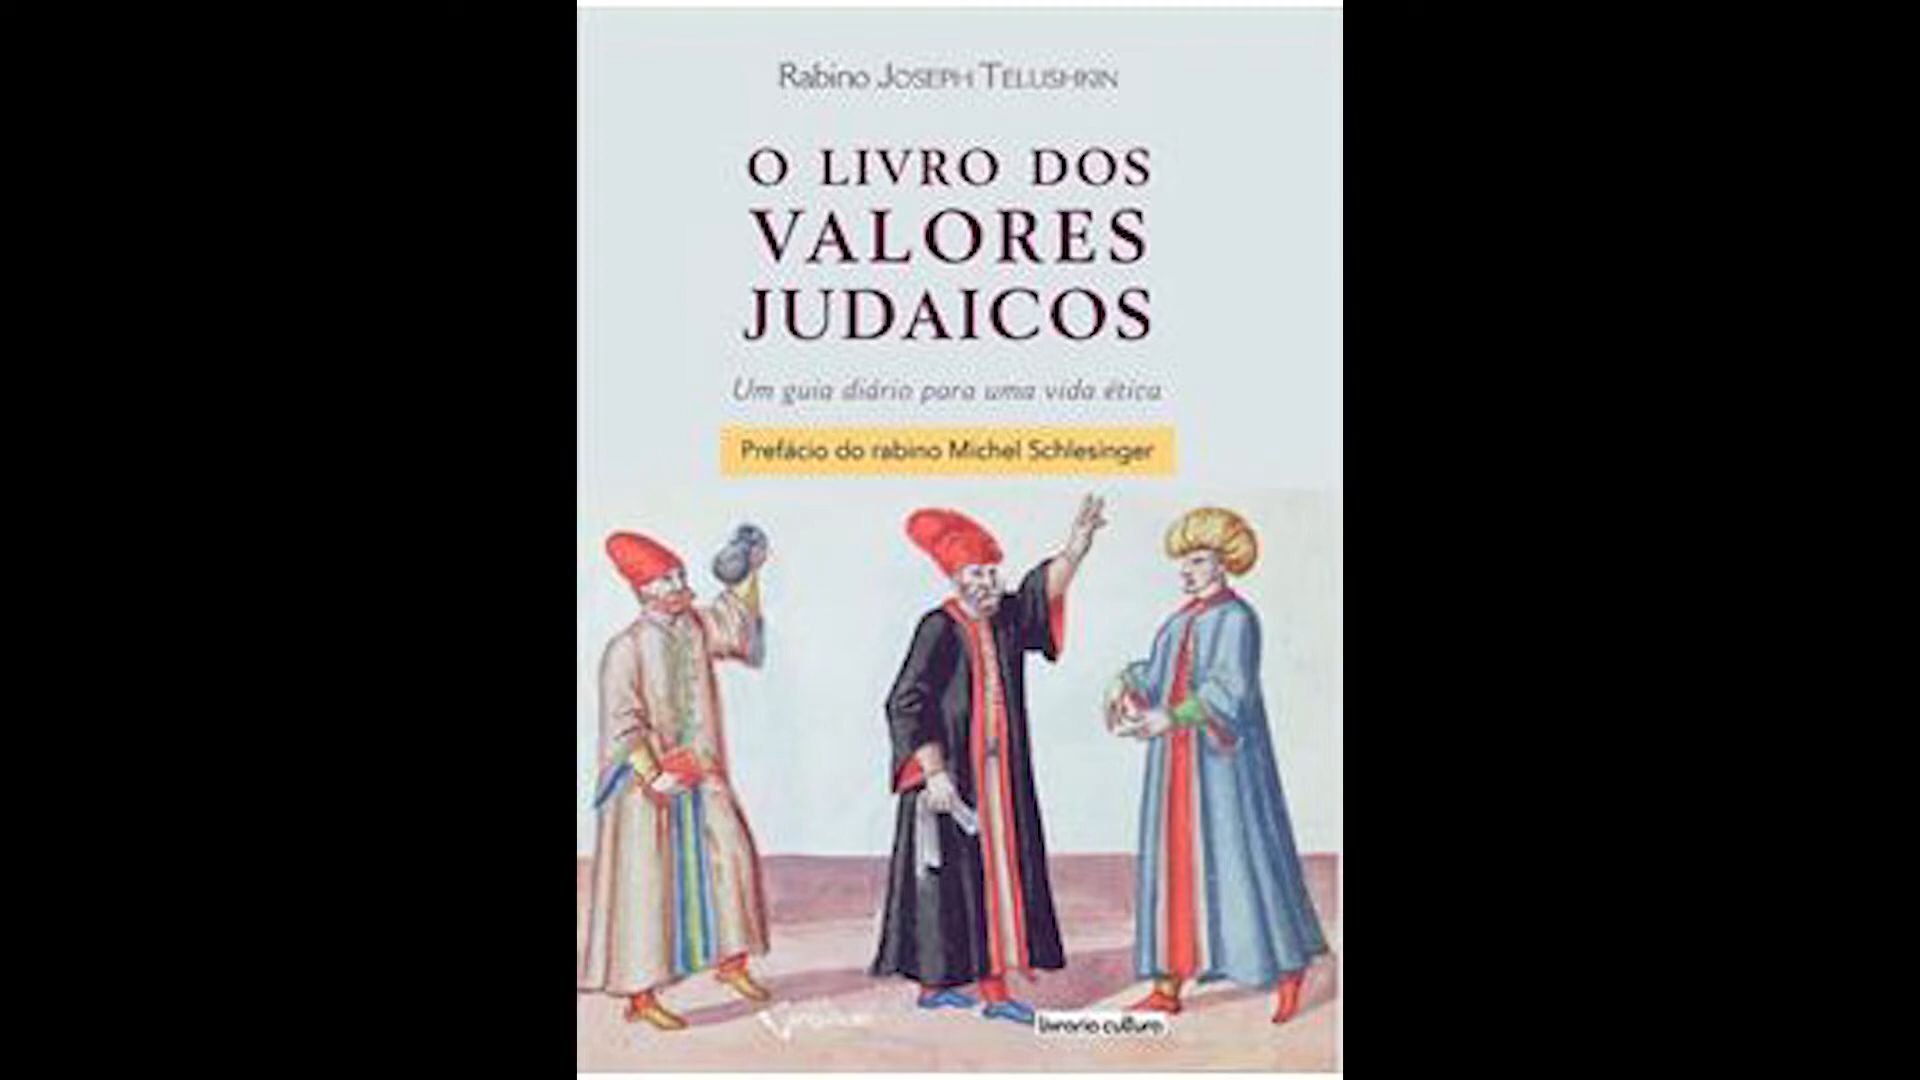 Rabino JOSEPH TELUSHKIN
O LIVRO DOS
VALORES
JUDAICOS
Um guia diário para uma vida ética
Prefácio do rabino Michel Schlesinger
livraria cultura